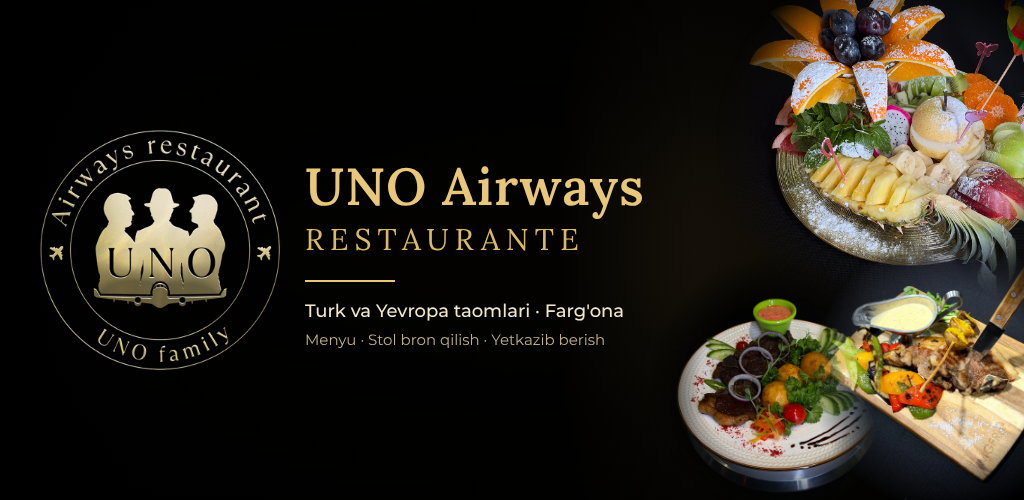 Airways restaurant
UNO
UNO family
UNO Airways
RESTAURANTE
Turk va Yevropa taomlari · Farg'ona
Menyu · Stol bron qilish · Yetkazib berish